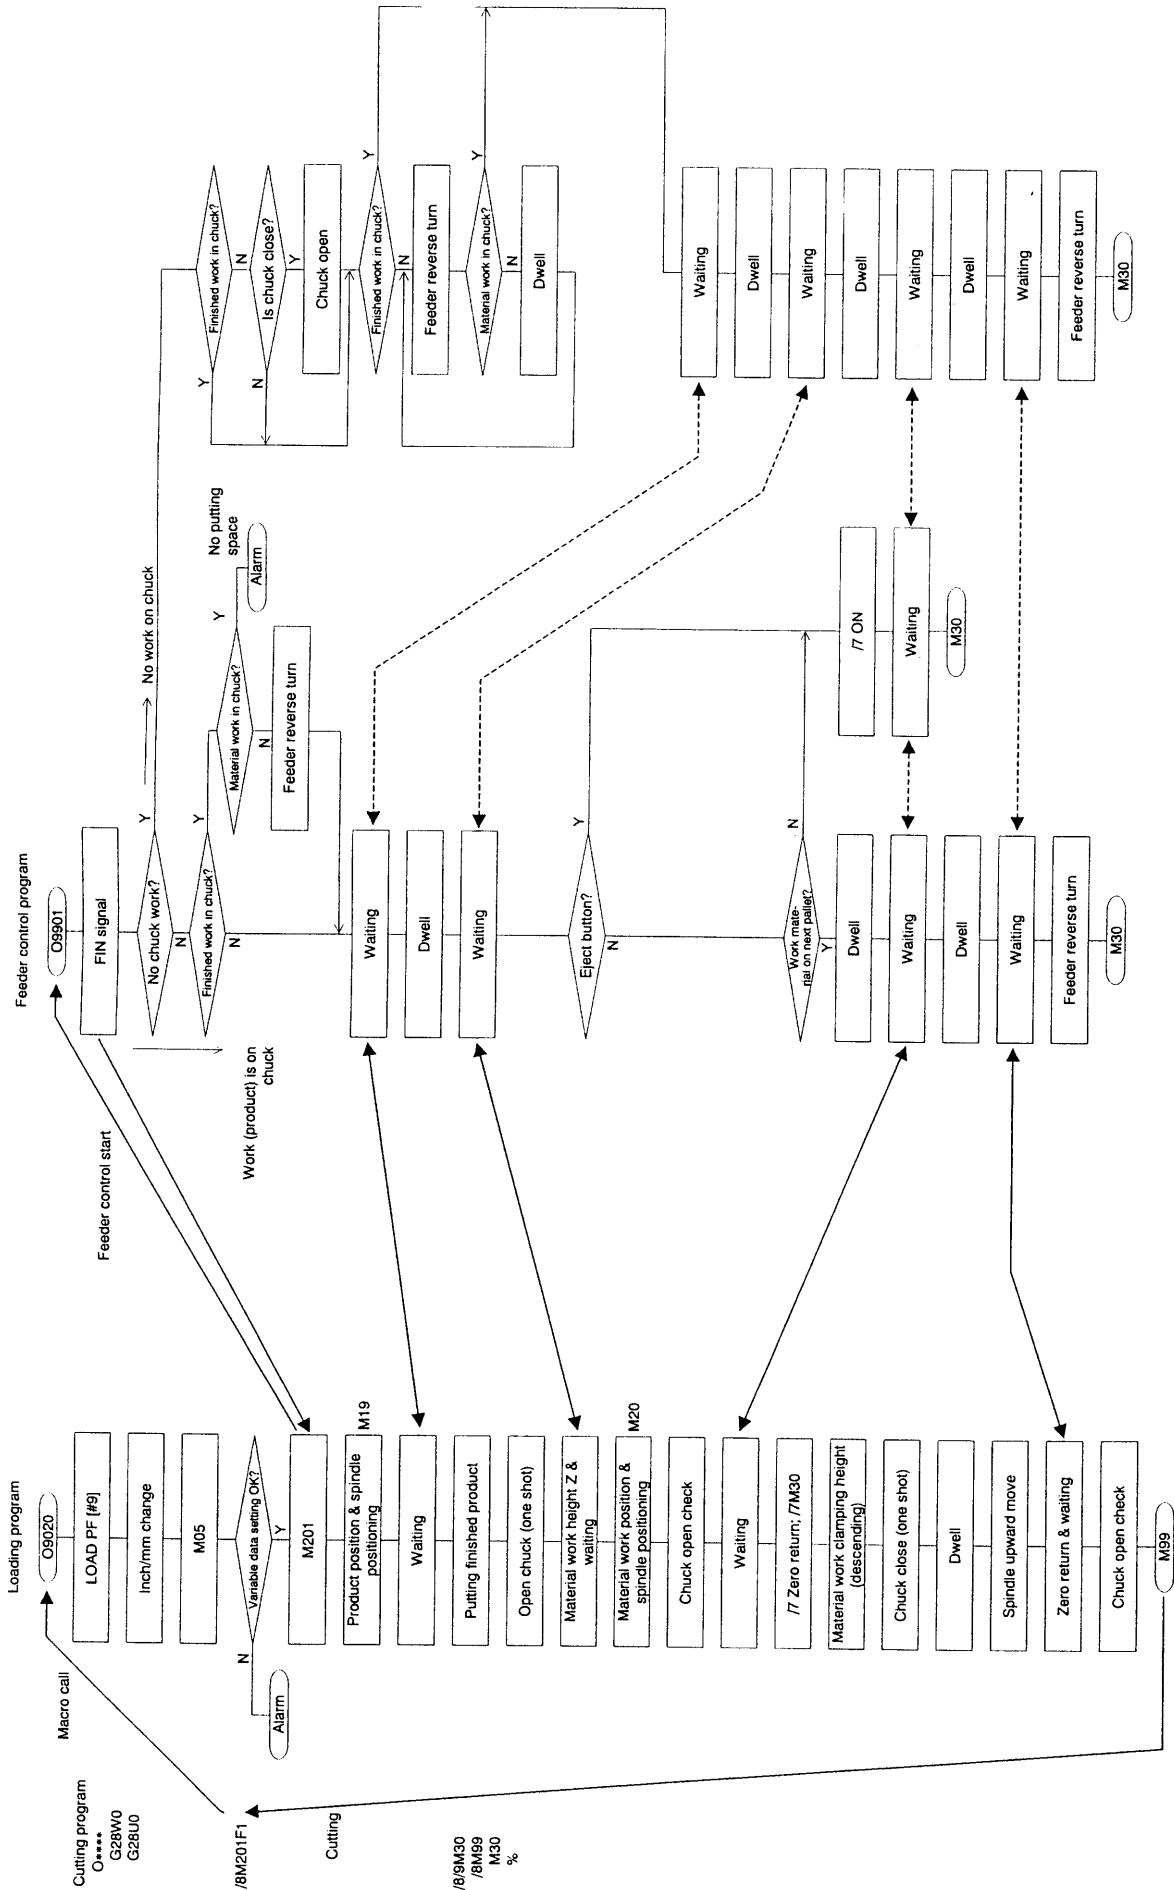 Cutting program
O****
G28W0
G28U0
/8M201F1
Cutting
/8/9M30
/8M99
M30
%
Macro call
Loading program
O9020
LOAD PF [#9]
Inch/mm change
M05
Variable data setting OK?
N
Y
Alarm
M201
Product position & spindle
positioning
M19
Waiting
Putting finished product
Open chuck (one shot)
Material work height Z &
waiting
Material work position &
spindle positioning
M20
Chuck open check
Waiting
/7 Zero return; /7M30
Material work clamping height
(descending)
Chuck close (one shot)
Dwell
Spindle upward move
Zero return & waiting
Chuck open check
M99
Feeder control start
Feeder control program
O9901
FIN signal
No chuck work?
Y
N
No work on chuck
Finished work in chuck?
Y
N
Work (product) is on
chuck
Material work in chuck?
Y
N
No putting
space
Alarm
Feeder reverse turn
Waiting
Dwell
Waiting
Eject button?
Y
N
Work mate-
rial on next pallet?
N
Y
Dwell
Waiting
Dwell
Waiting
Feeder reverse turn
M30
/7 ON
Waiting
M30
Finished work in chuck?
Y
N
Is chuck close?
N
Y
Chuck open
Finished work in chuck?
Y
N
Feeder reverse turn
Material work in chuck?
Y
N
Dwell
Waiting
Dwell
Waiting
Dwell
Waiting
Dwell
Waiting
Feeder reverse turn
M30